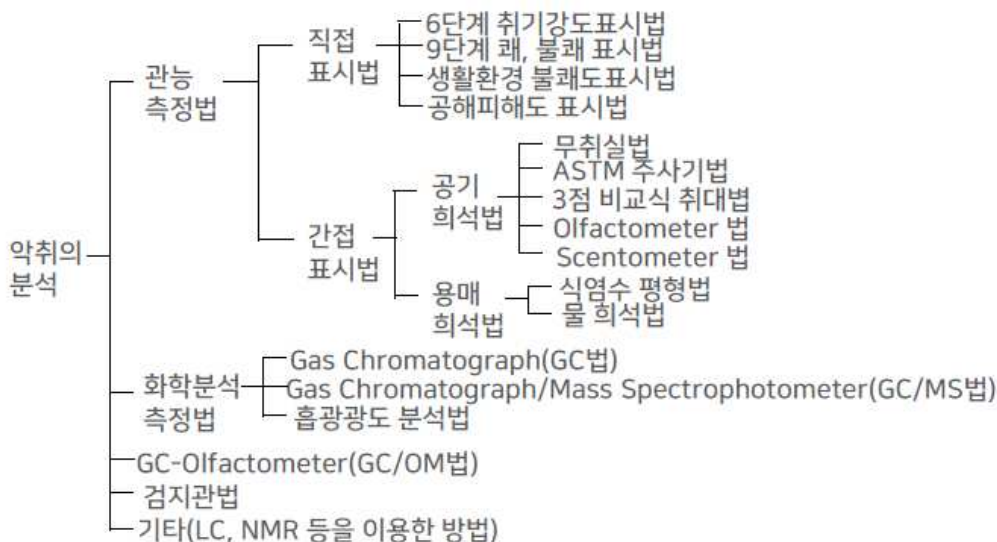 악취의
분석
관능
측정법
직접
표시법
6단계 취기강도표시법
9단계 쾌, 불쾌 표시법
생활환경 불쾌도표시법
공해피해도 표시법
간접
표시법
공기
희석법
무취실법
ASTM 주사기법
3점 비교식 취대볍
Olfactometer 법
Scentometer 법
용매
희석법
식염수 평형법
물 희석법
화학분석
측정법
Gas Chromatograph(GC법)
Gas Chromatograph/Mass Spectrophotometer(GC/MS법)
흡광광도 분석법
GC-Olfactometer(GC/OM법)
검지관법
기타(LC, NMR 등을 이용한 방법)